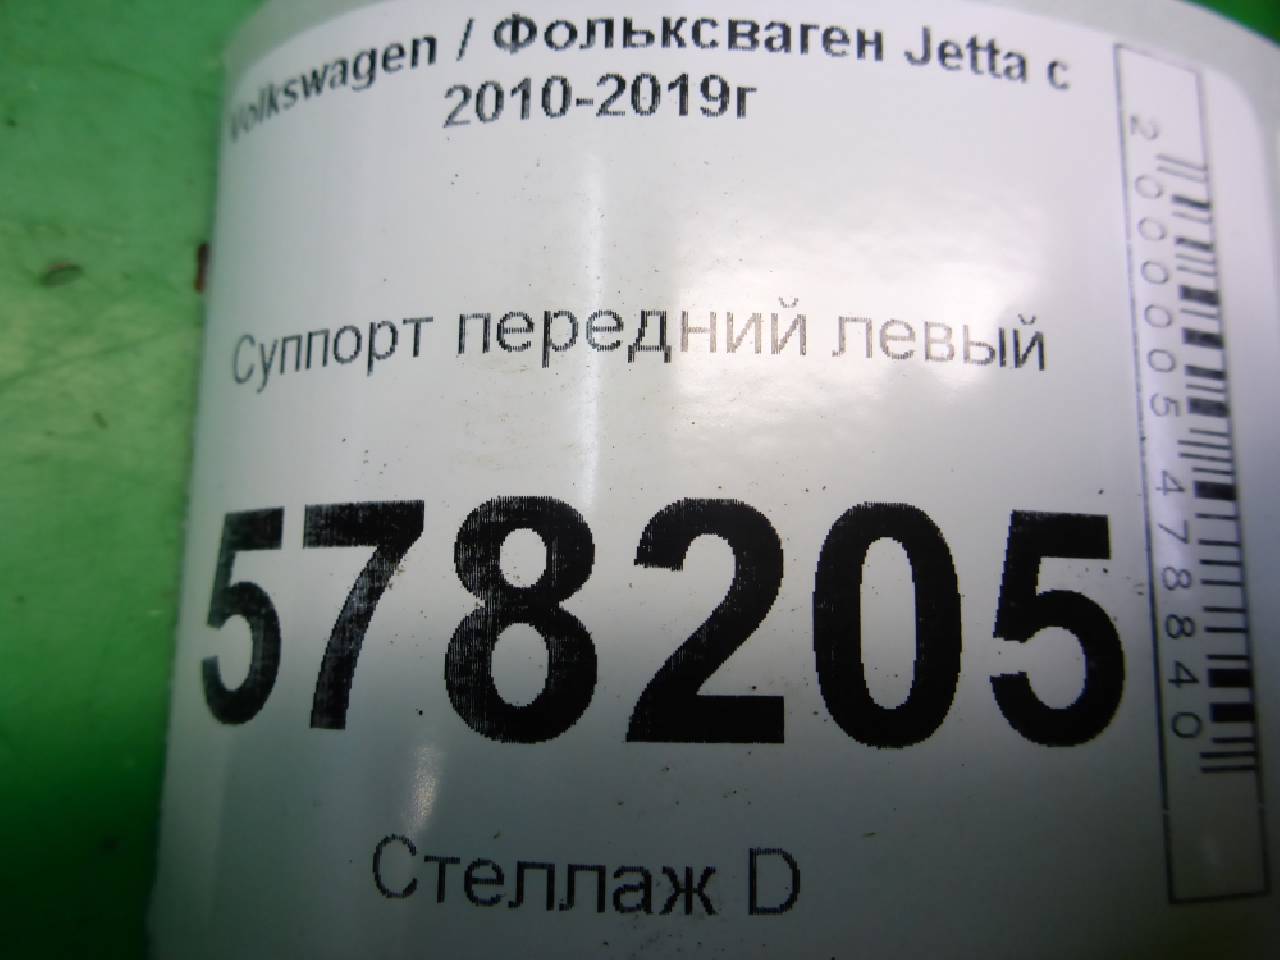 Volkswagen / Фольксваген Jetta с
2010-2019г
Суппорт передний левый
578205
Стеллаж D
2000005478840